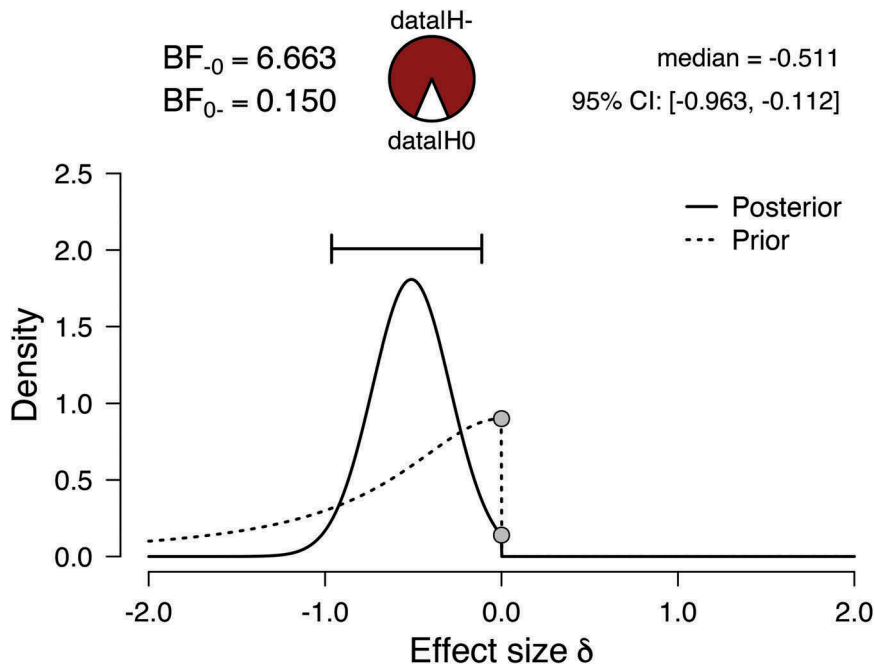 data|H-
BF-0 = 6.663
BF0- = 0.150
data|H0
median = -0.511
95% CI: [-0.963, -0.112]
Posterior
Prior
Density
2.5
2.0
1.5
1.0
0.5
0.0
-2.0 -1.0 0.0 1.0 2.0
Effect size δ